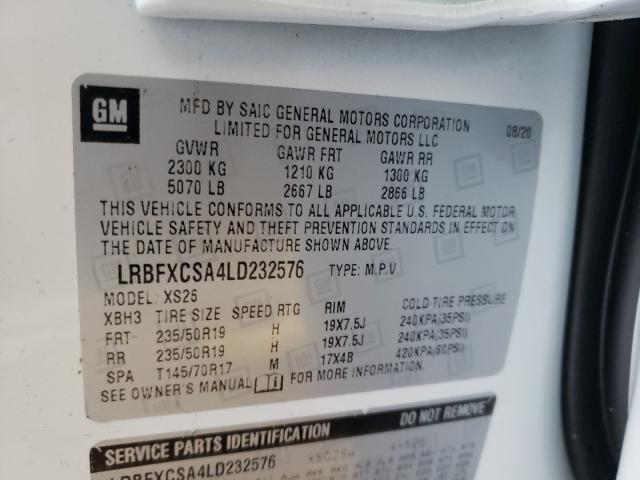 GM
MFD BY SAIC GENERAL MOTORS CORPORATION
LIMITED FOR GENERAL MOTORS LLC
08/20
GVWR GAWR FRT GAWR RR
2300 KG 1210 KG 1300 KG
5070 LB 2667 LB 2866 LB
THIS VEHICLE CONFORMS TO ALL APPLICABLE U.S. FEDERAL MOTOR
VEHICLE SAFETY AND THEFT PREVENTION STANDARDS IN EFFECT ON
THE DATE OF MANUFACTURE SHOWN ABOVE.
LRBFXCSA4LD232576 TYPE: M.P.V.
MODEL: XS26
XBH3 TIRE SIZE SPEED RTG RIM COLD TIRE PRESSURE
FRT- 235/50R19 H 19X7.5J 240KPA(35PSI)
RR 235/50R19 H 19X7.5J 240KPA(35PSI)
SPA T145/70R17 M 17X4B 420KPA(60PSI)
SEE OWNER'S MANUAL FOR ADDITIONAL INFORMATION
SERVICE PARTS IDENTIFICATION DO NOT REMOVE
LRBFXCSA4LD232576